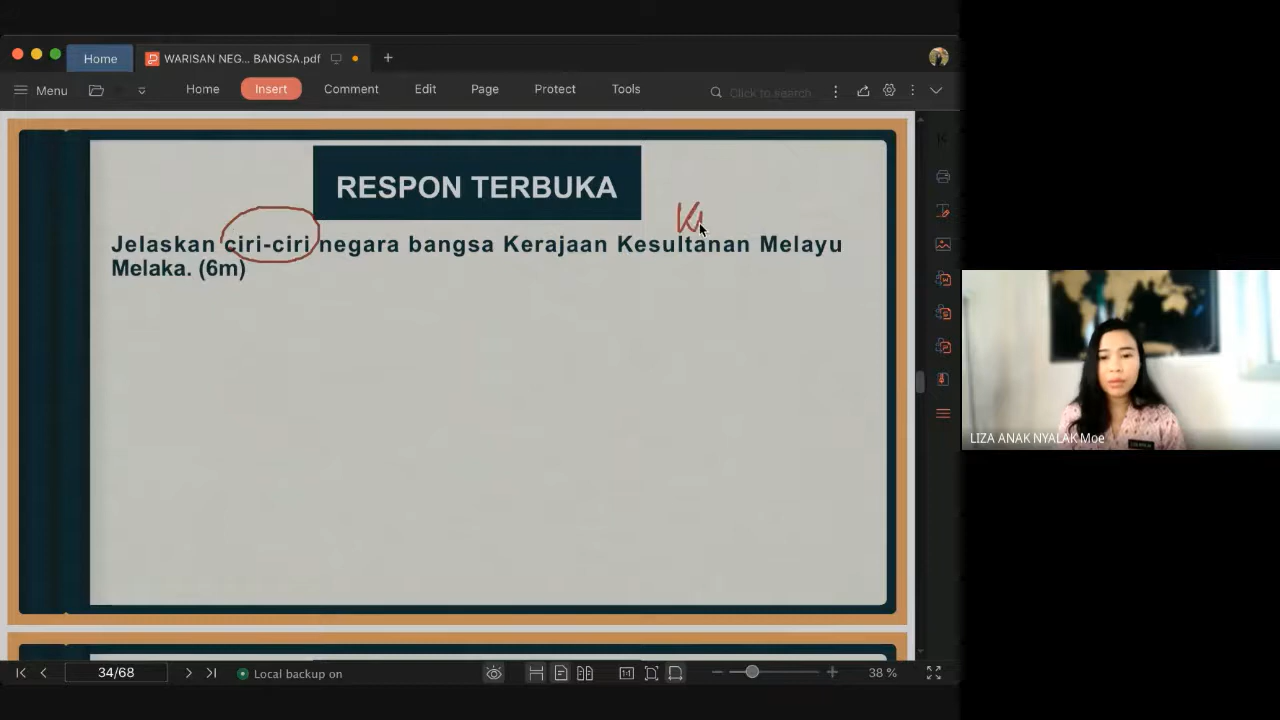 Home
WARISAN NEG... BANGSA.pdf
+
Menu
Home Insert Comment Edit Page Protect Tools
Click to search
RESPON TERBUKA
Jelaskan ciri-ciri negara bangsa Kerajaan Kesultanan Melayu
Melaka. (6m)
LIZA ANAK NYALAK Moe
34/68
Local backup on
1:1
38 %